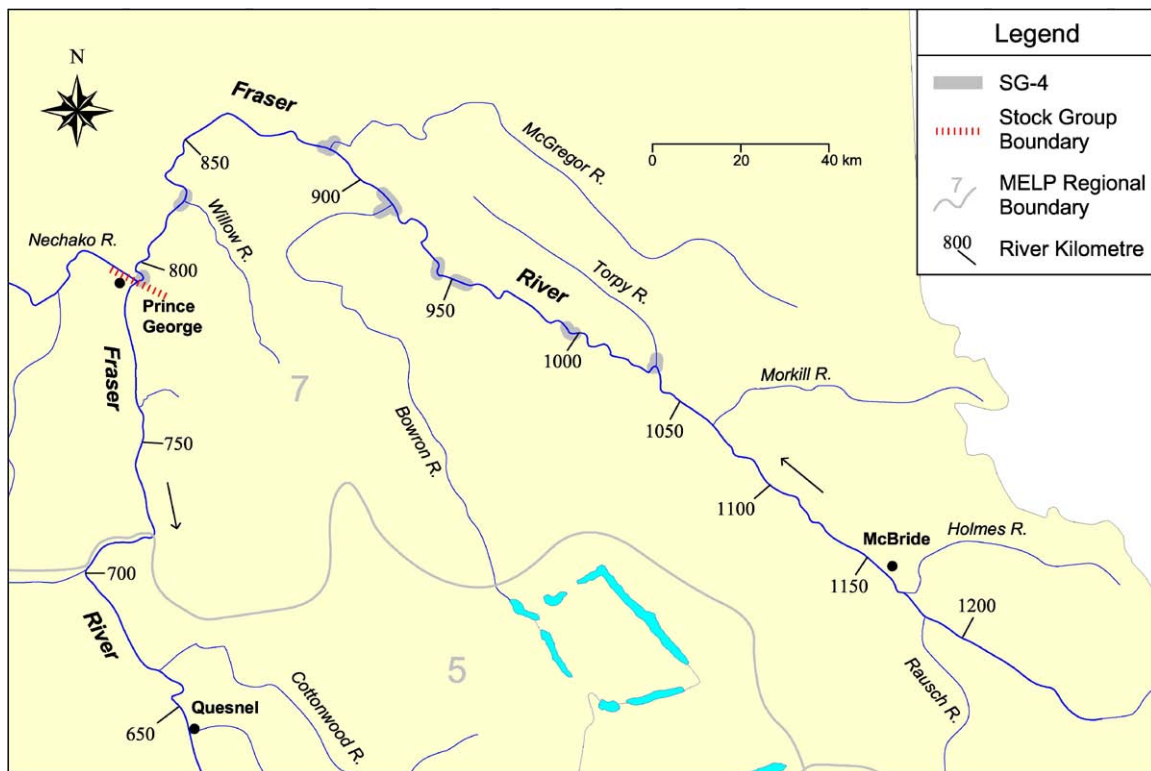 N
Fraser
McGregor R.
0 20 40 km
850
900
Willow R.
Nechako R.
800
Prince
George
950
River
Torpy R.
1000
Fraser
7
Bowron R.
750
1050
Morkill R.
1100
McBride
Holmes R.
1150
1200
700
River
5
Rausch R.
Cottonwood R.
Quesnel
650
Legend
SG-4
Stock Group
Boundary
7
MELP Regional
Boundary
800
River Kilometre